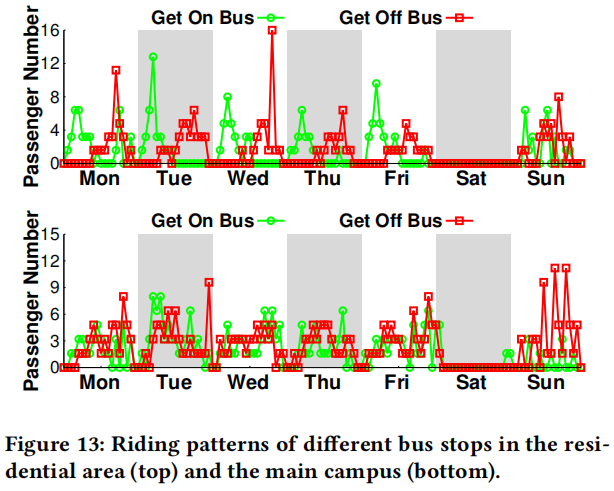 Get On Bus Get Off Bus
16
12
8
4
0
Passenger Number
Mon Tue Wed Thu Fri Sat Sun
Get On Bus Get Off Bus
15
12
9
6
3
0
Passenger Number
Mon Tue Wed Thu Fri Sat Sun
Figure 13: Riding patterns of different bus stops in the resi-
dential area (top) and the main campus (bottom).